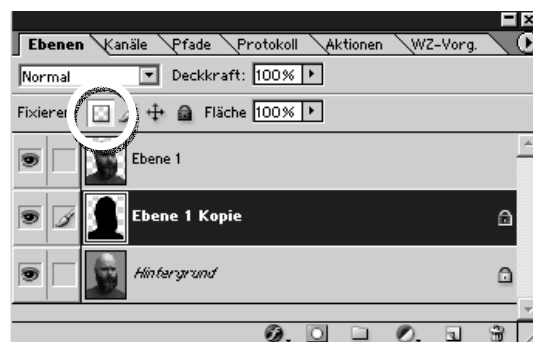 Ebenen Kanäle Pfade Protokoll Aktionen WZ-Vorg.
Normal Deckkraft: 100%
Fixieren Fläche 100%
Ebene 1
Ebene 1 Kopie
Hintergrund